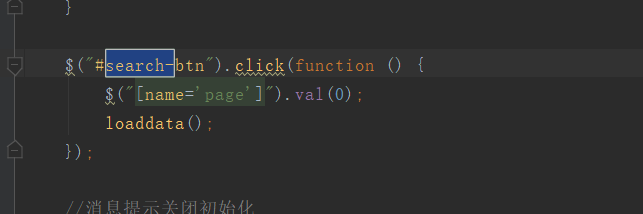 }
$("#search-btn").click(function () {
$("[name='page']").val(0);
loaddata();
});
//消息提示关闭初始化